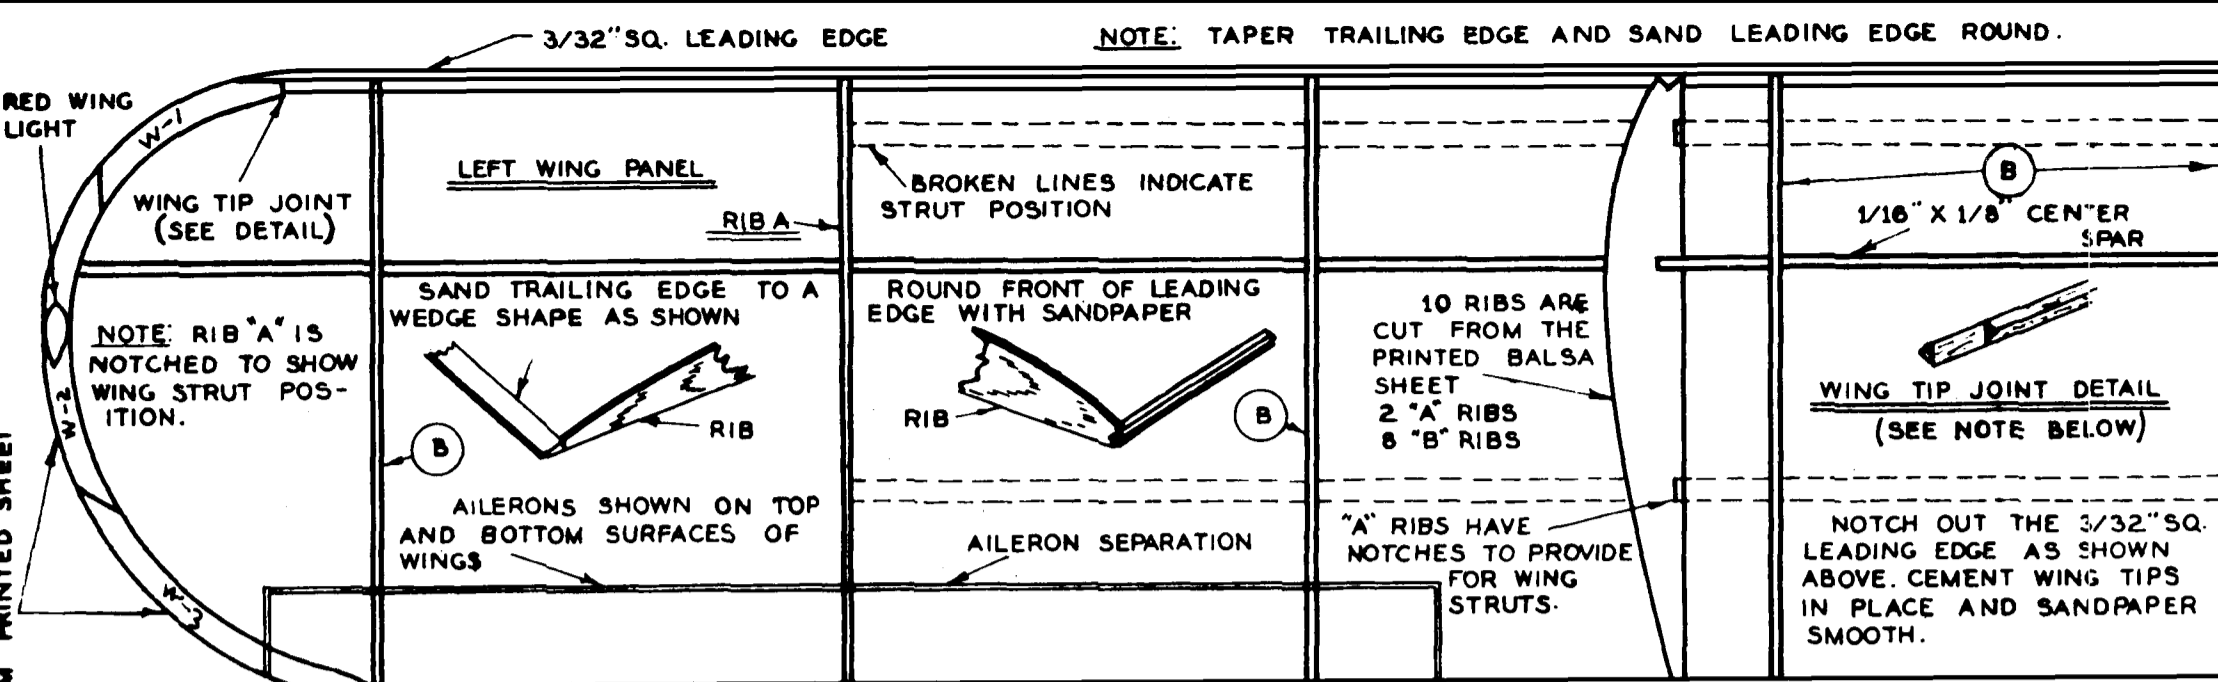 3/32" SQ. LEADING EDGE
NOTE: TAPER TRAILING EDGE AND SAND LEADING EDGE ROUND.
RED WING
LIGHT
W-1
WING TIP JOINT
(SEE DETAIL)
LEFT WING PANEL
RIB A
BROKEN LINES INDICATE
STRUT POSITION
B
1/16" X 1/8" CENTER
SPAR
NOTE: RIB "A" IS
NOTCHED TO SHOW
WING STRUT POS-
ITION.
W-2
W-3
PRINTED SHEET
SAND TRAILING EDGE TO A
WEDGE SHAPE AS SHOWN
RIB
B
ROUND FRONT OF LEADING
EDGE WITH SANDPAPER
RIB
B
10 RIBS ARE
CUT FROM THE
PRINTED BALSA
SHEET
2 "A" RIBS
8 "B" RIBS
WING TIP JOINT DETAIL
(SEE NOTE BELOW)
AILERONS SHOWN ON TOP
AND BOTTOM SURFACES OF
WINGS
AILERON SEPARATION
"A" RIBS HAVE
NOTCHES TO PROVIDE
FOR WING
STRUTS.
NOTCH OUT THE 3/32" SQ.
LEADING EDGE AS SHOWN
ABOVE. CEMENT WING TIPS
IN PLACE AND SANDPAPER
SMOOTH.